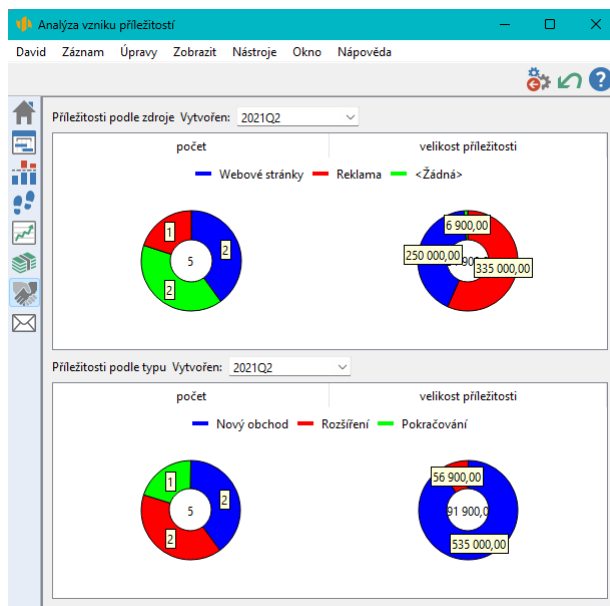 Analýza vzniku příležitostí
David Záznam Úpravy Zobrazit Nástroje Okno Nápověda
Příležitosti podle zdroje Vytvořen: 2021Q2
počet velikost příležitosti
Webové stránky Reklama <Žádná>
1 2 5 2
6 900,00
250 000,00
335 000,00
Příležitosti podle typu Vytvořen: 2021Q2
počet velikost příležitosti
Nový obchod Rozšíření Pokračování
1 2 5 2
56 900,00
91 900,0
535 000,00